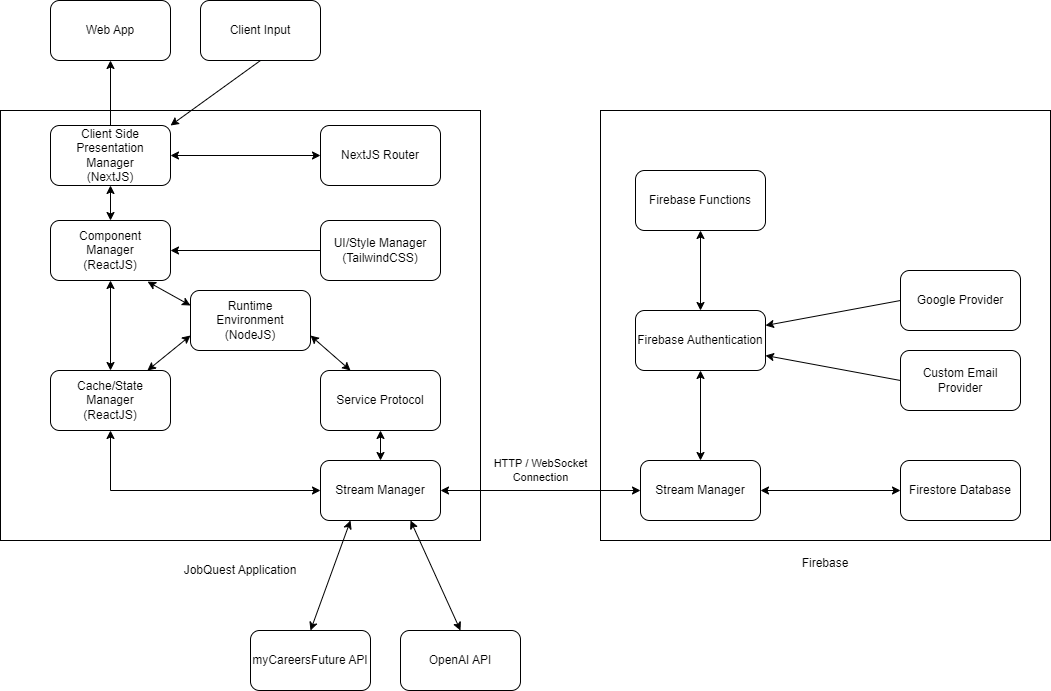 Web App
Client Input
Client Side
Presentation
Manager
(NextJS)
NextJS Router
Component
Manager
(ReactJS)
UI/Style Manager
(TailwindCSS)
Runtime
Environment
(NodeJS)
Cache/State
Manager
(ReactJS)
Service Protocol
Stream Manager
HTTP / WebSocket
Connection
JobQuest Application
myCareersFuture API
OpenAI API
Firebase Functions
Google Provider
Firebase Authentication
Custom Email
Provider
Stream Manager
Firestore Database
Firebase